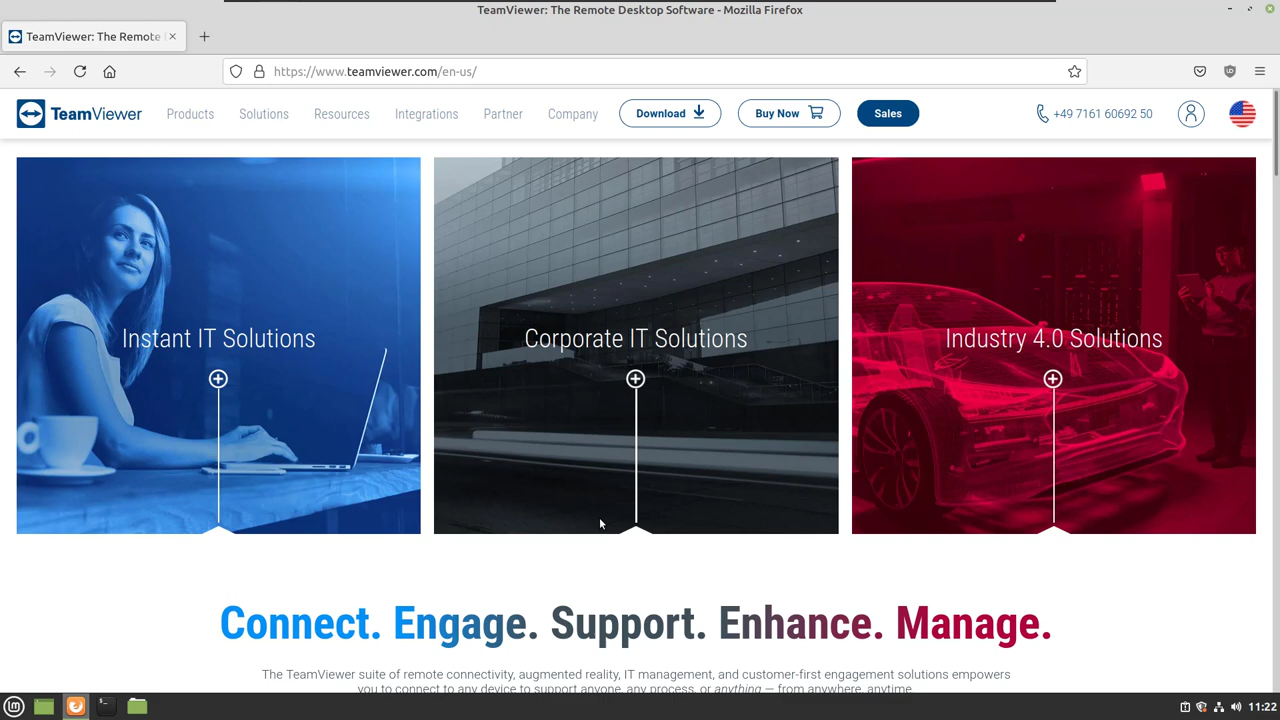 TeamViewer: The Remote Desktop Software - Mozilla Firefox
TeamViewer: The Remote
https://www.teamviewer.com/en-us/
TeamViewer
Products
Solutions
Resources
Integrations
Partner
Company
Download
Buy Now
Sales
+49 7161 60692 50
Instant IT Solutions
Corporate IT Solutions
Industry 4.0 Solutions
Connect. Engage. Support. Enhance. Manage.
The TeamViewer suite of remote connectivity, augmented reality, IT management, and customer-first engagement solutions empowers
you to connect to any device to support anyone, any process, or anything — from anywhere, anytime.
11:22